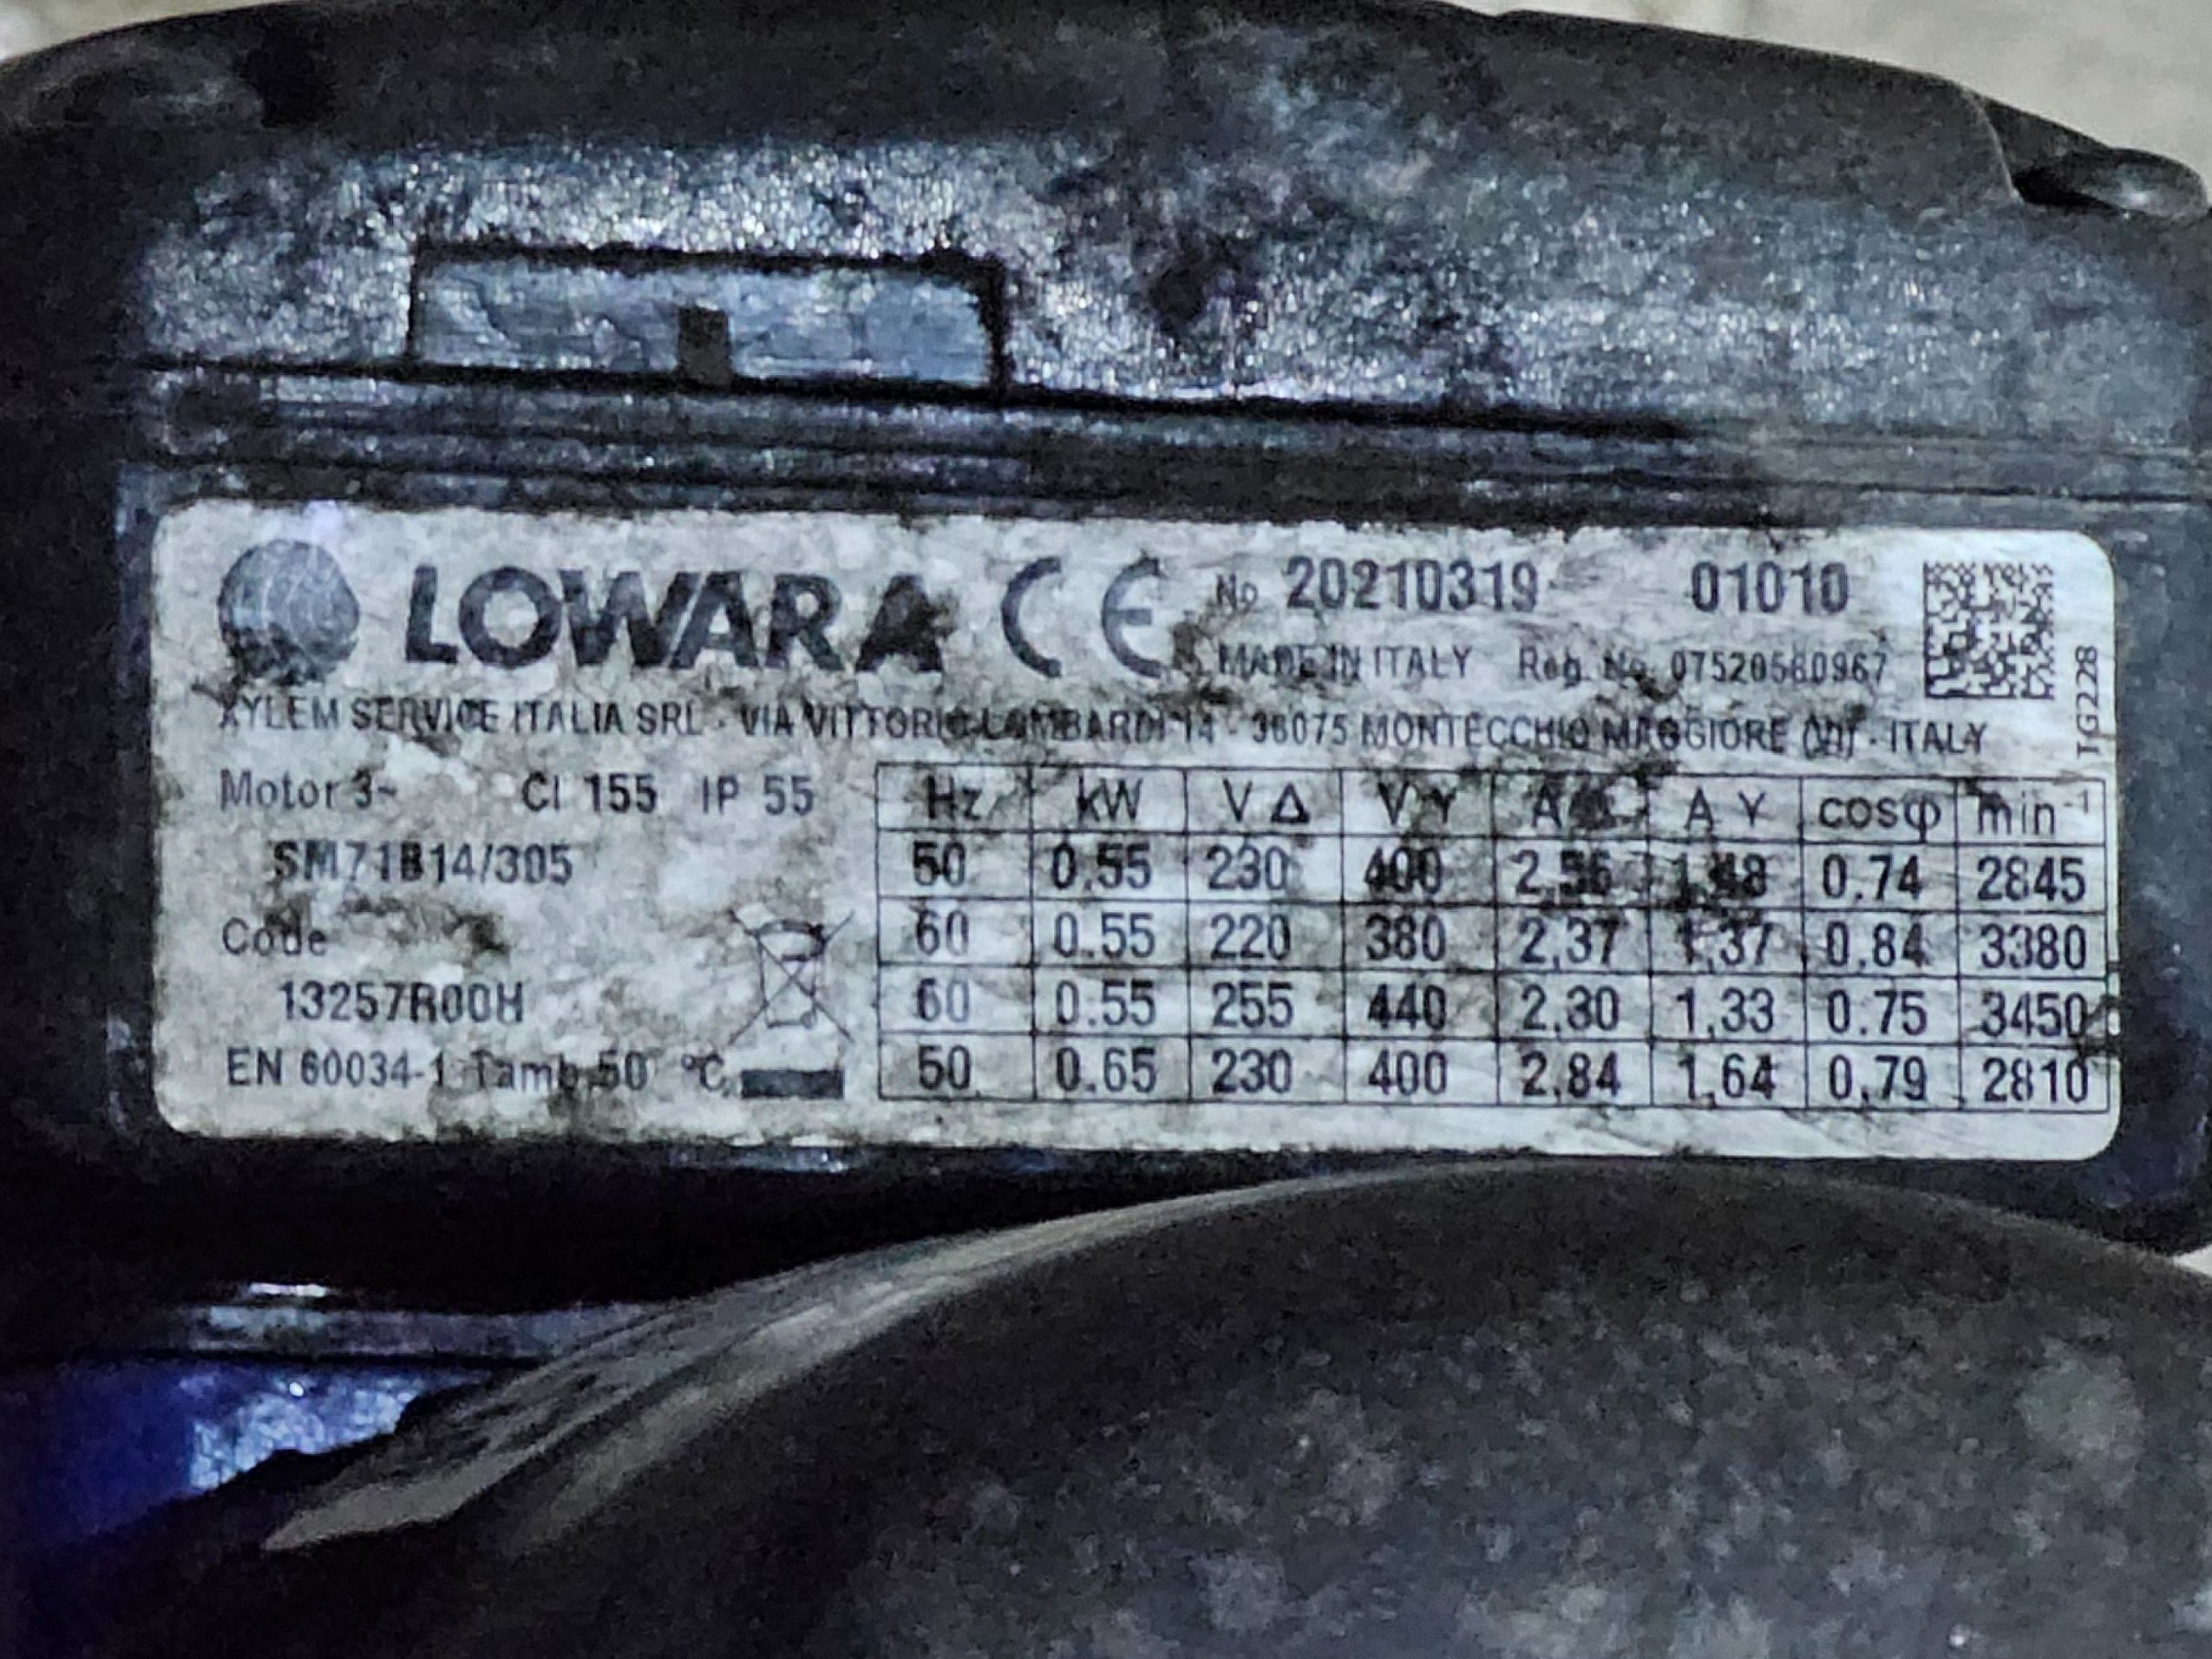 LOWARA CE No 20210319 01010
MADE IN ITALY Reg. No 07520560967
XYLEM SERVICE ITALIA SRL - VIA VITTORIO LOMBARDI 14 - 36075 MONTECCHIO MAGGIORE (VI) - ITALY
TG228
Motor 3~ Cl 155 IP 55
SM71B14/305
Code
13257R00H
EN 60034-1 Tamb 50 °C
Hz kW V Δ V Y A Δ A Y cosφ min⁻¹
50 0.55 230 400 2,56 1,48 0.74 2845
60 0.55 220 380 2,37 1,37 0.84 3380
60 0.55 255 440 2,30 1,33 0.75 3450
50 0.65 230 400 2,84 1,64 0,79 2810